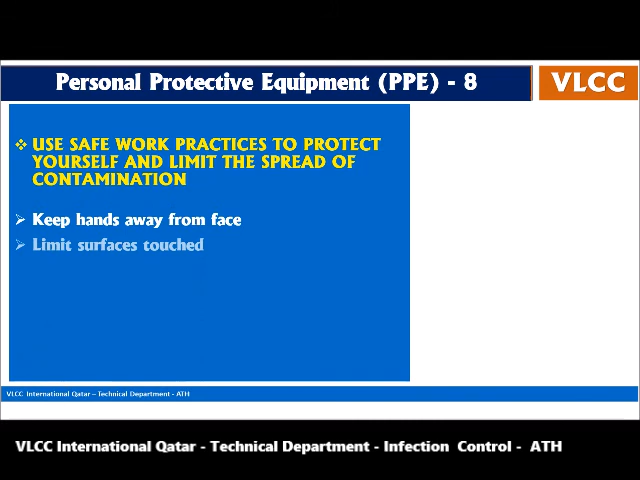 Personal Protective Equipment (PPE) - 8
VLCC
USE SAFE WORK PRACTICES TO PROTECT
YOURSELF AND LIMIT THE SPREAD OF
CONTAMINATION
Keep hands away from face
Limit surfaces touched
VLCC International Qatar – Technical Department - ATH
VLCC International Qatar - Technical Department - Infection Control - ATH